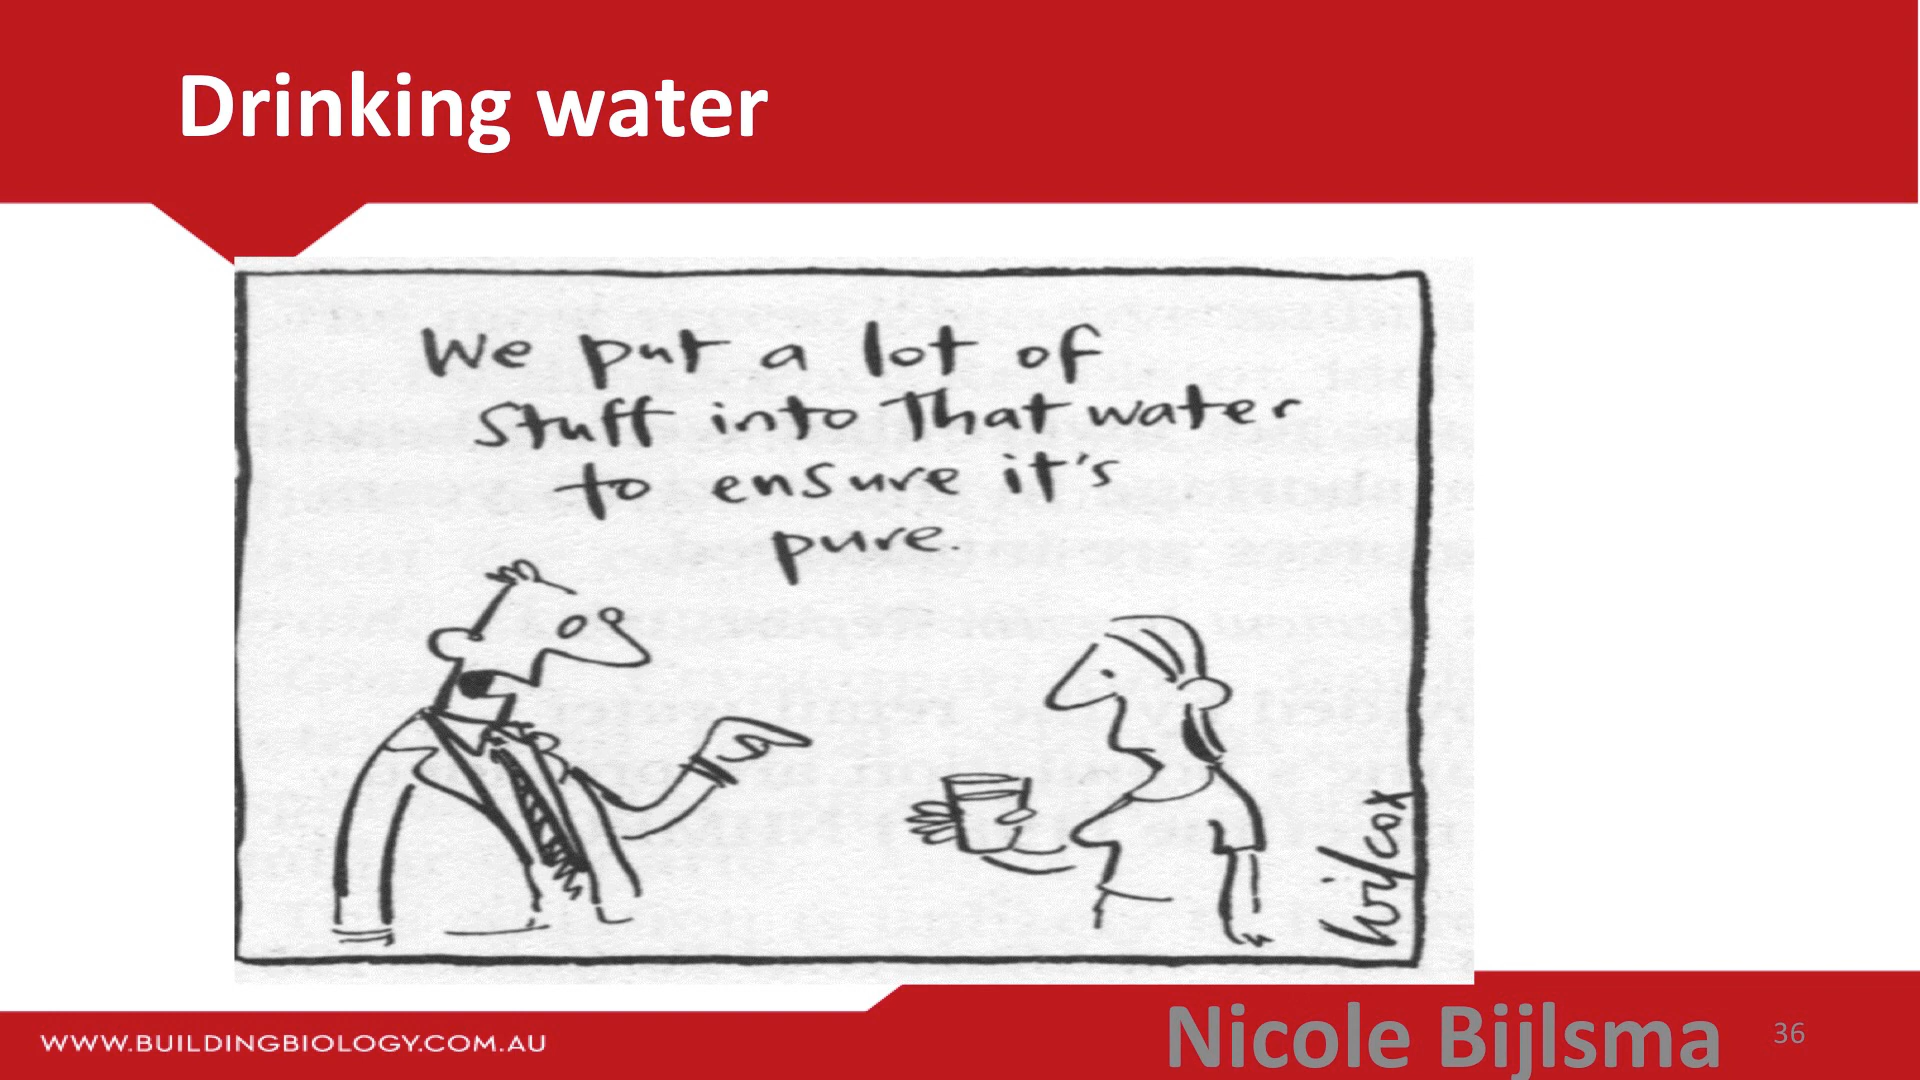 Drinking water
We put a lot of
Stuff into That water
to ensure it's
pure.
Wilcox
WWW.BUILDINGBIOLOGY.COM.AU
Nicole Bijlsma
36